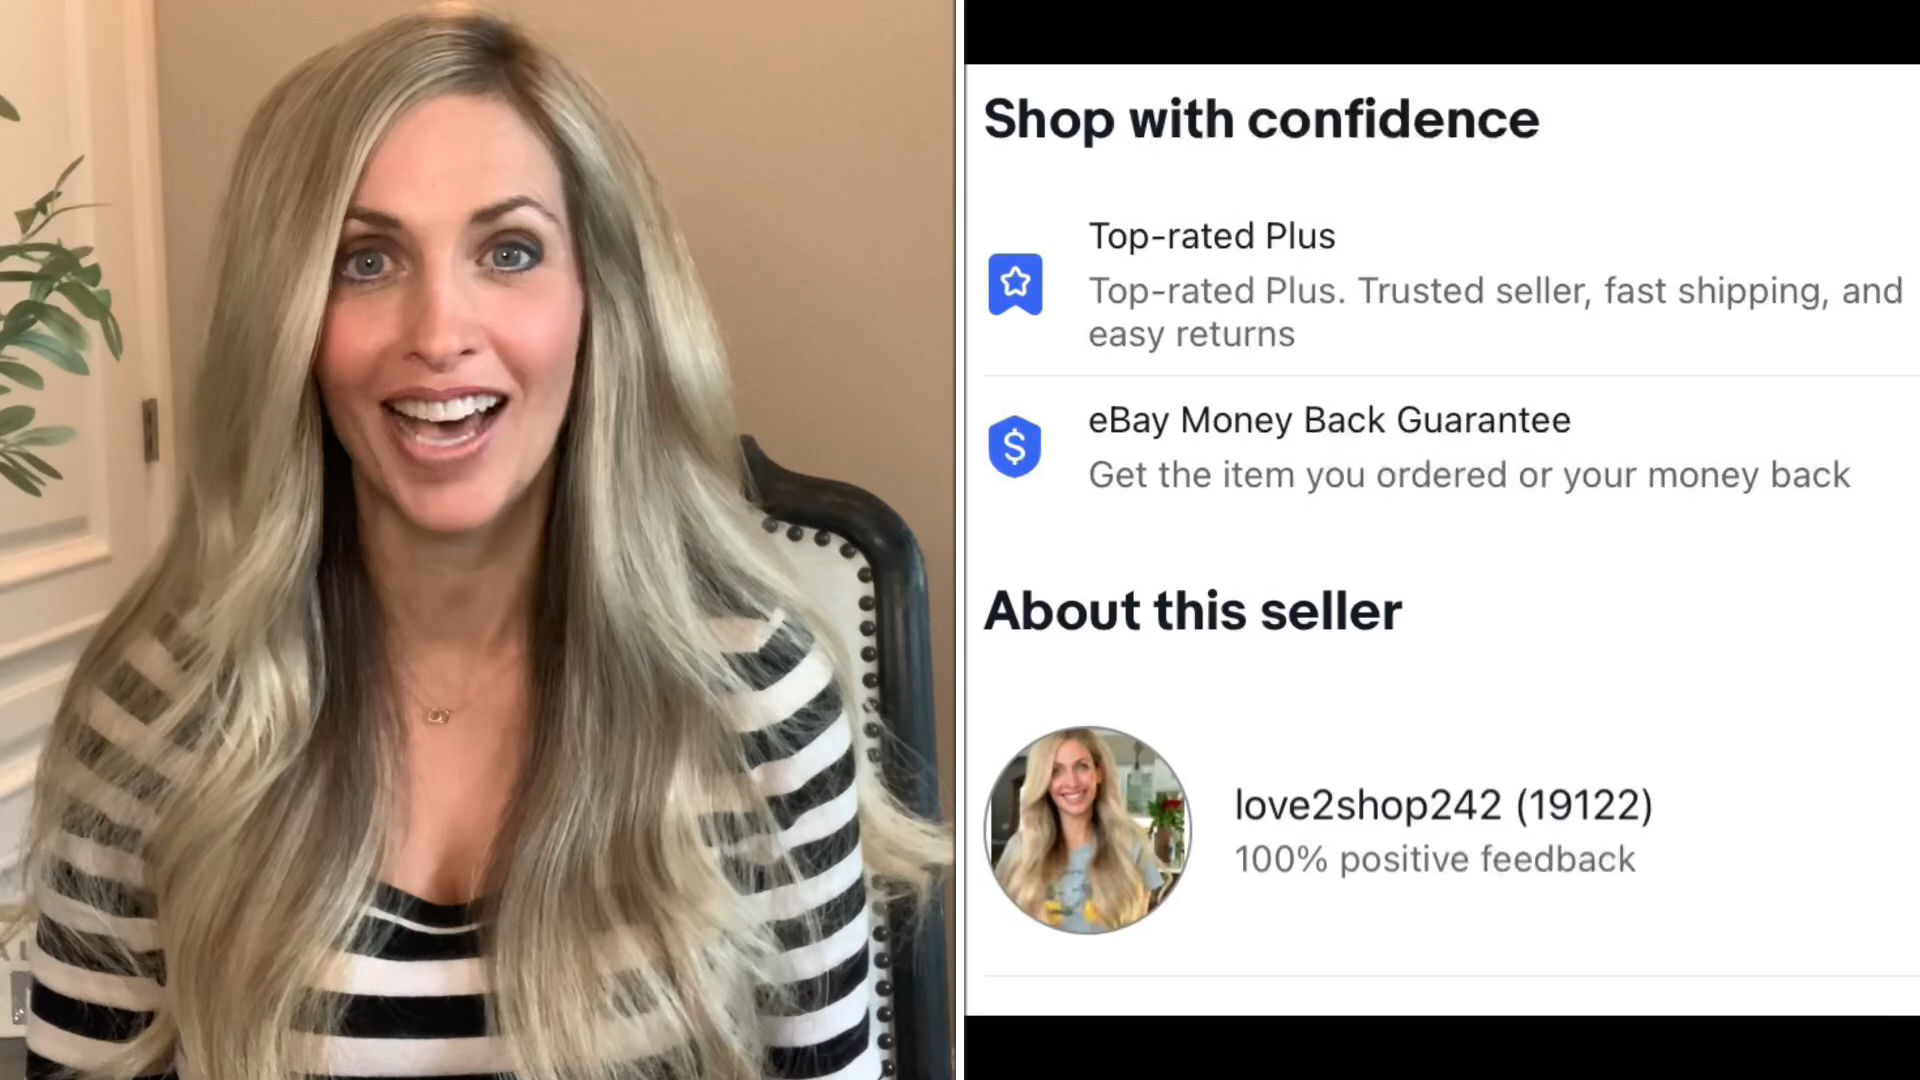 Shop with confidence
Top-rated Plus
Top-rated Plus. Trusted seller, fast shipping, and
easy returns
$
eBay Money Back Guarantee
Get the item you ordered or your money back
About this seller
love2shop242 (19122)
100% positive feedback